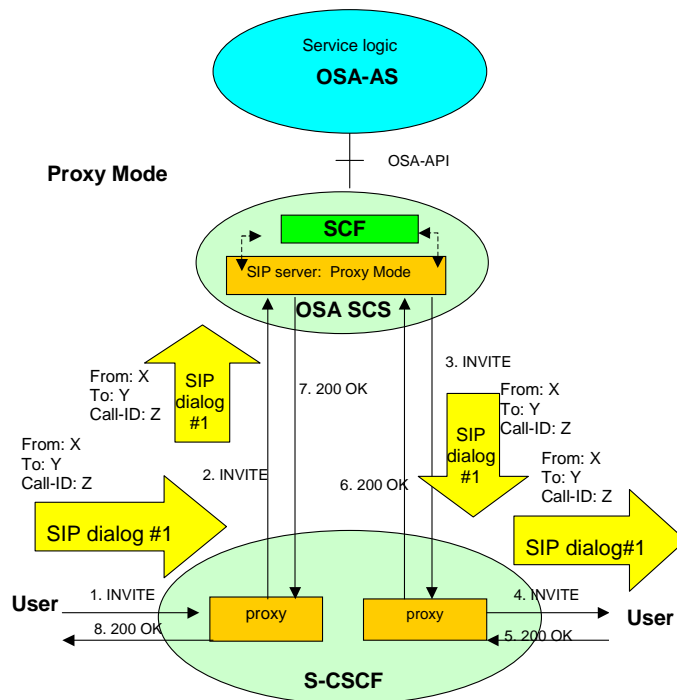 Service logic
OSA-AS
OSA-API
Proxy Mode
SCF
SIP server:  Proxy Mode
OSA SCS
3. INVITE
From: X
To: Y
Call-ID: Z
SIP
dialog
#1
7. 200 OK
From: X
To: Y
Call-ID: Z
SIP
dialog
#1
From: X
To: Y
Call-ID: Z
2. INVITE
6. 200 OK
From: X
To: Y
Call-ID: Z
SIP dialog #1
SIP dialog#1
User
1. INVITE
proxy
proxy
4. INVITE
User
8. 200 OK
5. 200 OK
S-CSCF